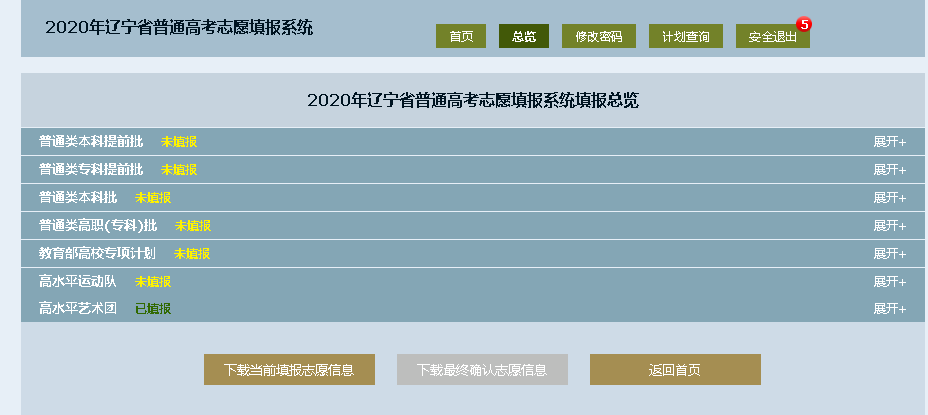 2020年辽宁省普通高考志愿填报系统
首页 总览 修改密码 计划查询 安全退出 5
2020年辽宁省普通高考志愿填报系统填报总览
普通类本科提前批 未填报 展开+
普通类专科提前批 未填报 展开+
普通类本科批 未填报 展开+
普通类高职(专科)批 未填报 展开+
教育部高校专项计划 未填报 展开+
高水平运动队 未填报 展开+
高水平艺术团 已填报 展开+
下载当前填报志愿信息 下载最终确认志愿信息 返回首页